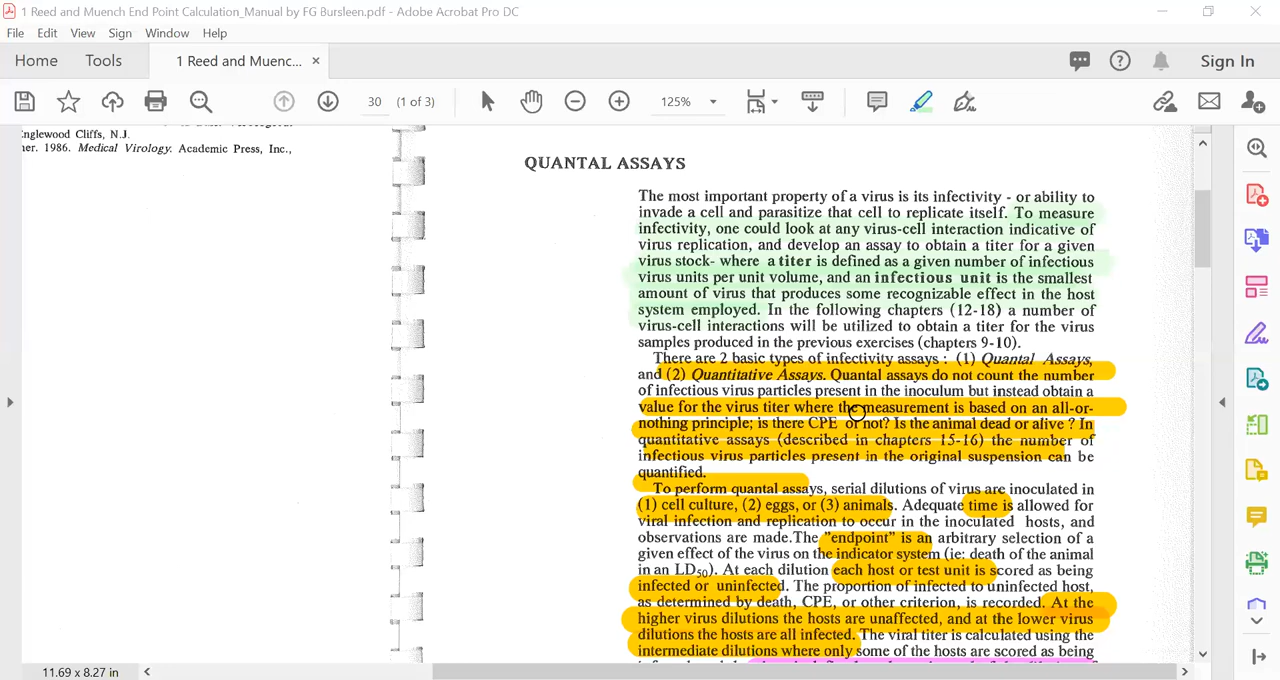 1 Reed and Muench End Point Calculation_Manual by FG Bursleen.pdf - Adobe Acrobat Pro DC
File Edit View Sign Window Help
Home Tools 1 Reed and Muenc... × ? Sign In
30 (1 of 3) 125%
nglewood Cliffs, N.J.
ner. 1986. Medical Virology. Academic Press, Inc.,
QUANTAL ASSAYS
The most important property of a virus is its infectivity - or ability to
invade a cell and parasitize that cell to replicate itself. To measure
infectivity, one could look at any virus-cell interaction indicative of
virus replication, and develop an assay to obtain a titer for a given
virus stock- where a titer is defined as a given number of infectious
virus units per unit volume, and an infectious unit is the smallest
amount of virus that produces some recognizable effect in the host
system employed. In the following chapters (12-18) a number of
virus-cell interactions will be utilized to obtain a titer for the virus
samples produced in the previous exercises (chapters 9-10).
There are 2 basic types of infectivity assays : (1) Quantal Assays,
and (2) Quantitative Assays. Quantal assays do not count the number
of infectious virus particles present in the inoculum but instead obtain a
value for the virus titer where the measurement is based on an all-or-
nothing principle; is there CPE or not? Is the animal dead or alive ? In
quantitative assays (described in chapters 15-16) the number of
infectious virus particles present in the original suspension can be
quantified.
To perform quantal assays, serial dilutions of virus are inoculated in
(1) cell culture, (2) eggs, or (3) animals. Adequate time is allowed for
viral infection and replication to occur in the inoculated hosts, and
observations are made.The "endpoint" is an arbitrary selection of a
given effect of the virus on the indicator system (ie: death of the animal
in an LD50). At each dilution each host or test unit is scored as being
infected or uninfected. The proportion of infected to uninfected host,
as determined by death, CPE, or other criterion, is recorded. At the
higher virus dilutions the hosts are unaffected, and at the lower virus
dilutions the hosts are all infected. The viral titer is calculated using the
intermediate dilutions where only some of the hosts are scored as being
11.69 x 8.27 in